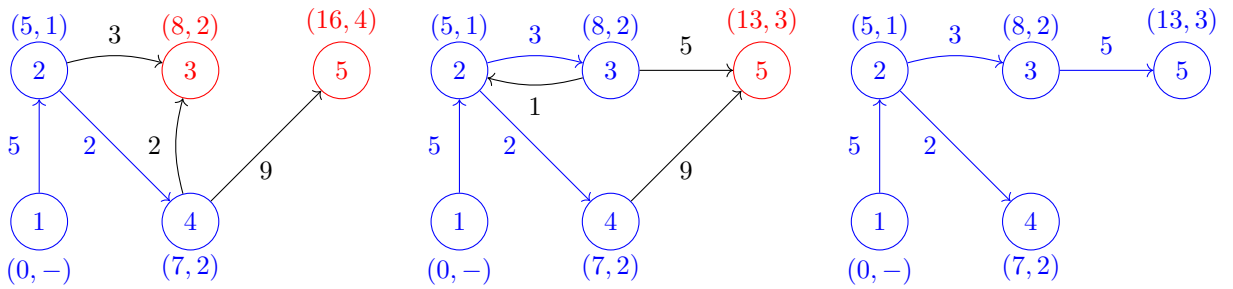 (5, 1) 3 (8, 2) (16, 4)
2 3 5
5 2 2 9
1 4
(0, −) (7, 2)
(5, 1) 3 (8, 2) 5 (13, 3)
2 3 5
1
5 2 9
1 4
(0, −) (7, 2)
(5, 1) 3 (8, 2) 5 (13, 3)
2 3 5
5 2
1 4
(0, −) (7, 2)